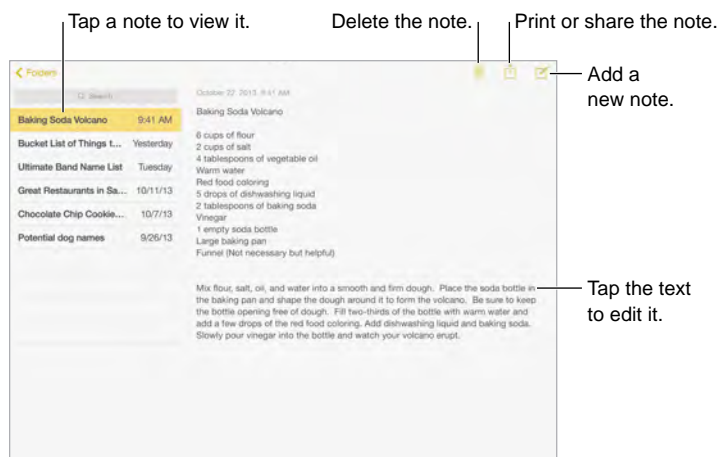 Tap a note to view it.
Delete the note.
Print or share the note.
Add a
new note.
Folders
Search
October 22, 2013, 9:41 AM
Baking Soda Volcano 9:41 AM
Bucket List of Things t... Yesterday
Ultimate Band Name List Tuesday
Great Restaurants in Sa... 10/11/13
Chocolate Chip Cookie... 10/7/13
Potential dog names 9/26/13
Baking Soda Volcano
6 cups of flour
2 cups of salt
4 tablespoons of vegetable oil
Warm water
Red food coloring
5 drops of dishwashing liquid
2 tablespoons of baking soda
Vinegar
1 empty soda bottle
Large baking pan
Funnel (Not necessary but helpful)
Mix flour, salt, oil, and water into a smooth and firm dough. Place the soda bottle in
the baking pan and shape the dough around it to form the volcano. Be sure to keep
the bottle opening free of dough. Fill two-thirds of the bottle with warm water and
add a few drops of the red food coloring. Add dishwashing liquid and baking soda.
Slowly pour vinegar into the bottle and watch your volcano erupt.
Tap the text
to edit it.